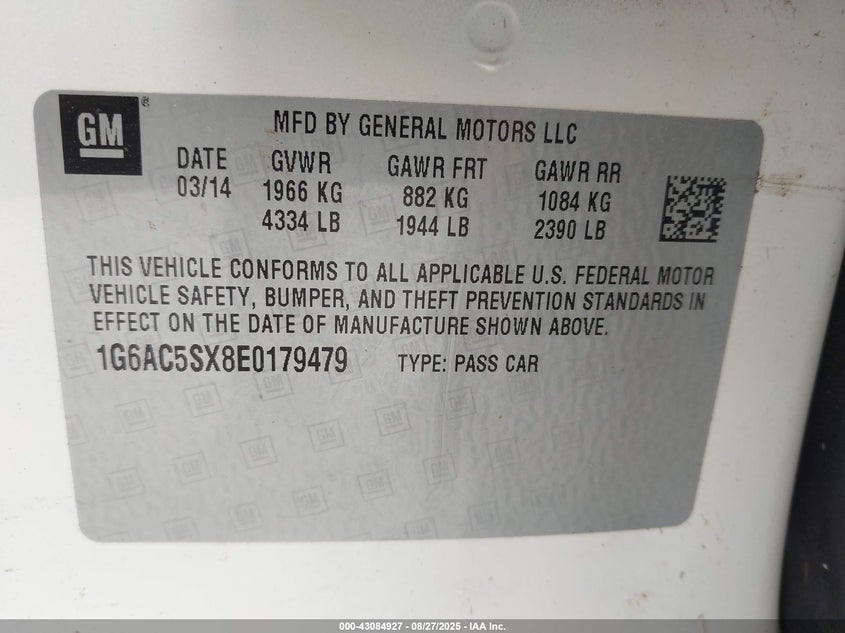 GM ®
MFD BY GENERAL MOTORS LLC
DATE GVWR GAWR FRT GAWR RR
03/14 1966 KG 882 KG 1084 KG
4334 LB 1944 LB 2390 LB
THIS VEHICLE CONFORMS TO ALL APPLICABLE U.S. FEDERAL MOTOR
VEHICLE SAFETY, BUMPER, AND THEFT PREVENTION STANDARDS IN
EFFECT ON THE DATE OF MANUFACTURE SHOWN ABOVE.
1G6AC5SX8E0179479 TYPE: PASS CAR
000-43084927 - 08/27/2025 - IAA Inc.